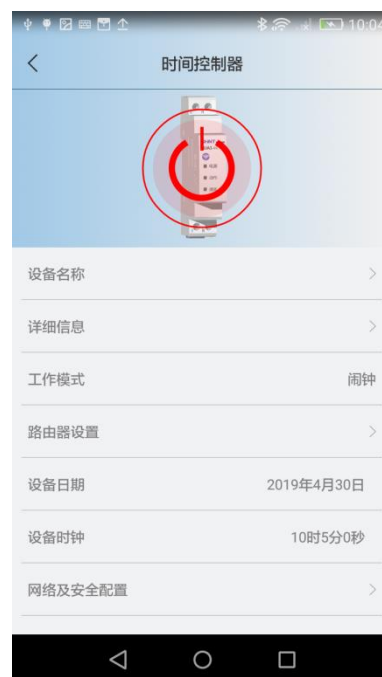 10:04
时间控制器
设备名称
详细信息
工作模式 闹钟
路由器设置
设备日期 2019年4月30日
设备时钟 10时5分0秒
网络及安全配置